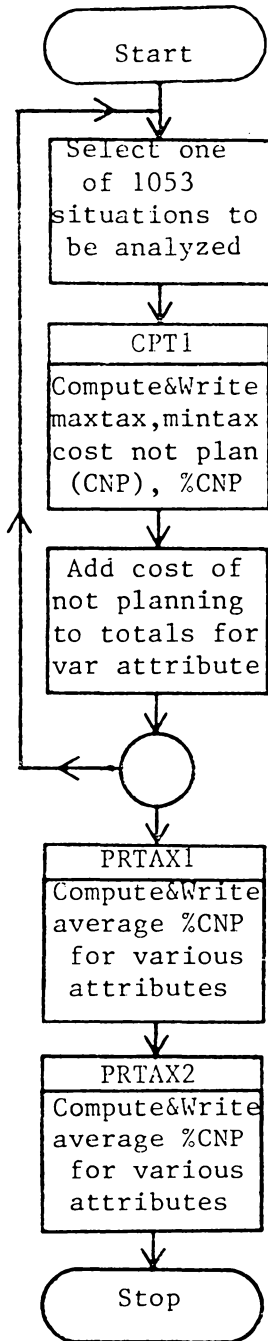 Start
Select one
of 1053
situations to
be analyzed
CPT1
Compute&Write
maxtax,mintax
cost not plan
(CNP), %CNP
Add cost of
not planning
to totals for
var attribute
PRTAX1
Compute&Write
average %CNP
for various
attributes
PRTAX2
Compute&Write
average %CNP
for various
attributes
Stop